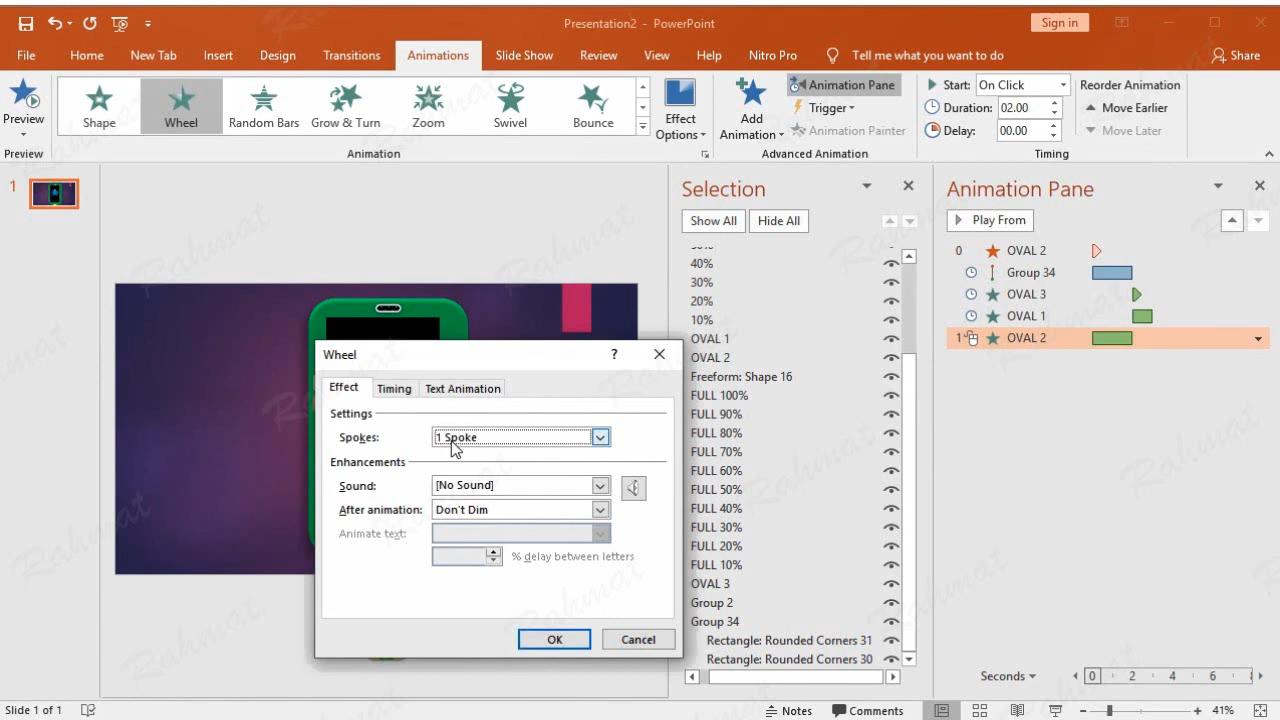 Presentation2 - PowerPoint
Sign in
File Home New Tab Insert Design Transitions Animations Slide Show Review View Help Nitro Pro Tell me what you want to do Share
Preview
Preview
Shape Wheel Random Bars Grow & Turn Zoom Swivel Bounce
Animation
Effect Options
Add Animation
Animation Pane
Trigger
Animation Painter
Advanced Animation
Start: On Click
Duration: 02.00
Delay: 00.00
Timing
Reorder Animation
Move Earlier
Move Later
1
Selection
Show All Hide All
50%
40%
30%
20%
10%
OVAL 1
OVAL 2
Freeform: Shape 16
FULL 100%
FULL 90%
FULL 80%
FULL 70%
FULL 60%
FULL 50%
FULL 40%
FULL 30%
FULL 20%
FULL 10%
OVAL 3
Group 2
Group 34
Rectangle: Rounded Corners 31
Rectangle: Rounded Corners 30
Animation Pane
Play From
0 OVAL 2
Group 34
OVAL 3
OVAL 1
1 OVAL 2
Seconds 0 2 4 6
Wheel ?
Effect Timing Text Animation
Settings
Spokes: 1 Spoke
Enhancements
Sound: [No Sound]
After animation: Don't Dim
Animate text:
% delay between letters
OK Cancel
Slide 1 of 1
Notes Comments 41%
Rahmat